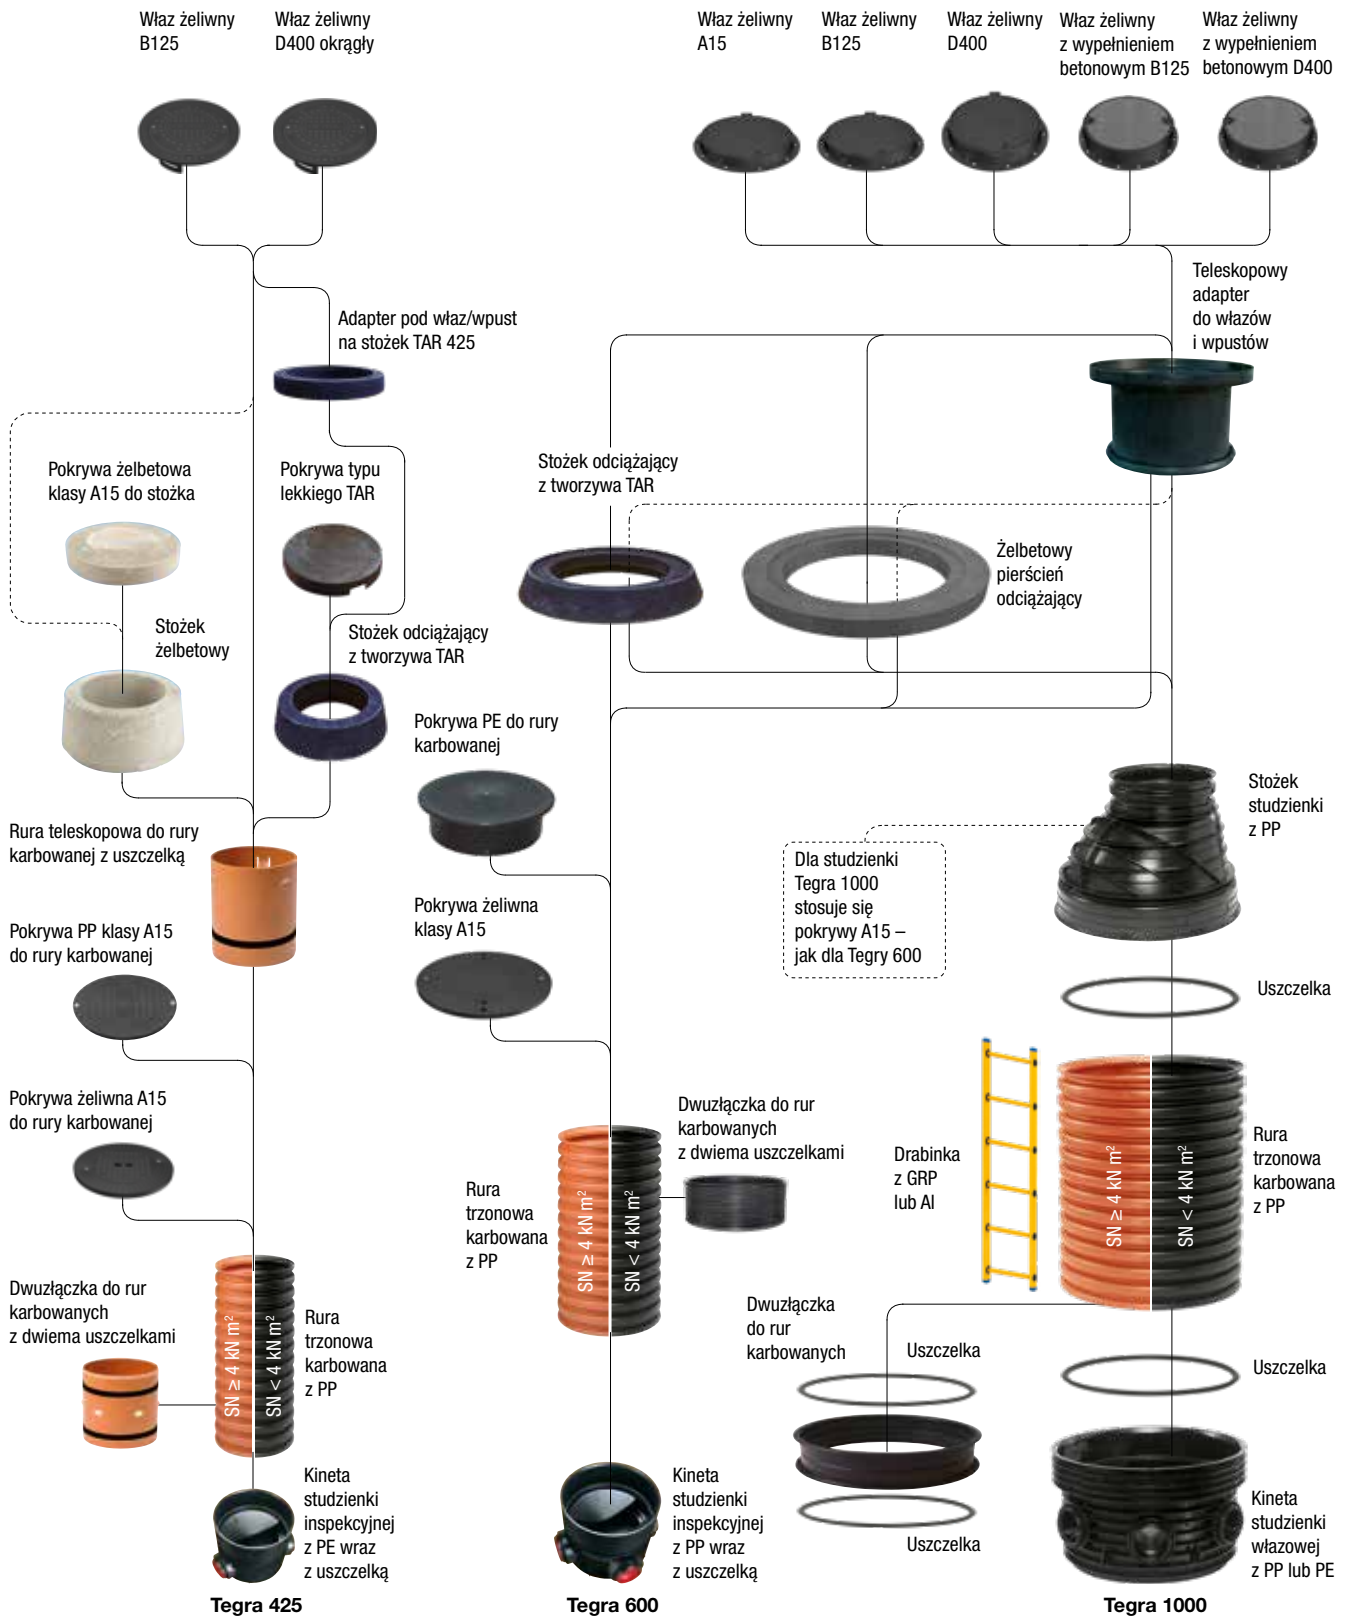 Właz żeliwny
B125
Właz żeliwny
D400 okrągły
Właz żeliwny
A15
Właz żeliwny
B125
Właz żeliwny
D400
Właz żeliwny
z wypełnieniem
betonowym B125
Właz żeliwny
z wypełnieniem
betonowym D400
Teleskopowy
adapter
do włazów
i wpustów
Adapter pod właz/wpust
na stożek TAR 425
Pokrywa żelbetowa
klasy A15 do stożka
Pokrywa typu
lekkiego TAR
Stożek odciążający
z tworzywa TAR
Żelbetowy
pierścień
odciążający
Stożek
żelbetowy
Stożek odciążający
z tworzywa TAR
Pokrywa PE do rury
karbowanej
Stożek
studzienki
z PP
Rura teleskopowa do rury
karbowanej z uszczelką
Dla studzienki
Tegra 1000
stosuje się
pokrywy A15 –
jak dla Tegry 600
Pokrywa żeliwna
klasy A15
Pokrywa PP klasy A15
do rury karbowanej
Uszczelka
Pokrywa żeliwna A15
do rury karbowanej
Dwuzłączka do rur
karbowanych
z dwiema uszczelkami
Drabinka
z GRP
lub Al
SN ≥ 4 kN m²
SN < 4 kN m²
Rura
trzonowa
karbowana
z PP
Rura
trzonowa
karbowana
z PP
SN ≥ 4 kN m²
SN < 4 kN m²
Dwuzłączka do rur
karbowanych
z dwiema uszczelkami
SN ≥ 4 kN m²
SN < 4 kN m²
Rura
trzonowa
karbowana
z PP
Dwuzłączka
do rur
karbowanych
Uszczelka
Uszczelka
Kineta
studzienki
inspekcyjnej
z PE wraz
z uszczelką
Kineta
studzienki
inspekcyjnej
z PP wraz
z uszczelką
Uszczelka
Kineta
studzienki
włazowej
z PP lub PE
Tegra 425
Tegra 600
Tegra 1000